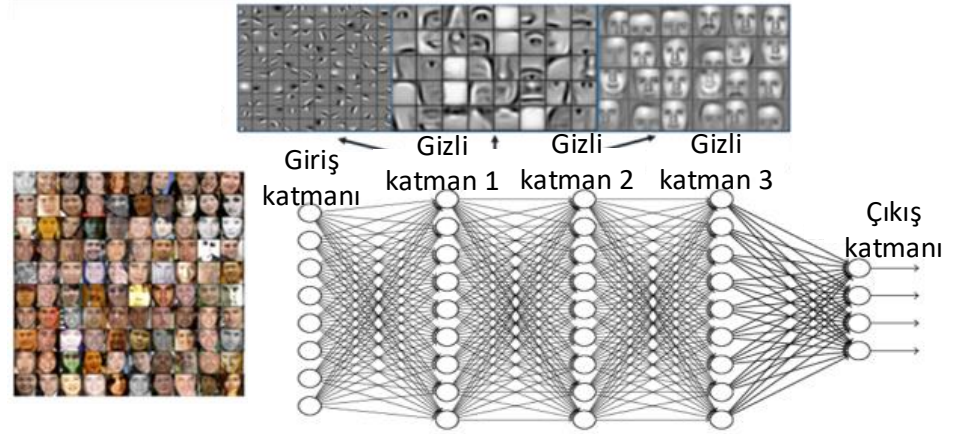 Giriş
katmanı
Gizli
katman 1
Gizli
katman 2
Gizli
katman 3
Çıkış
katmanı